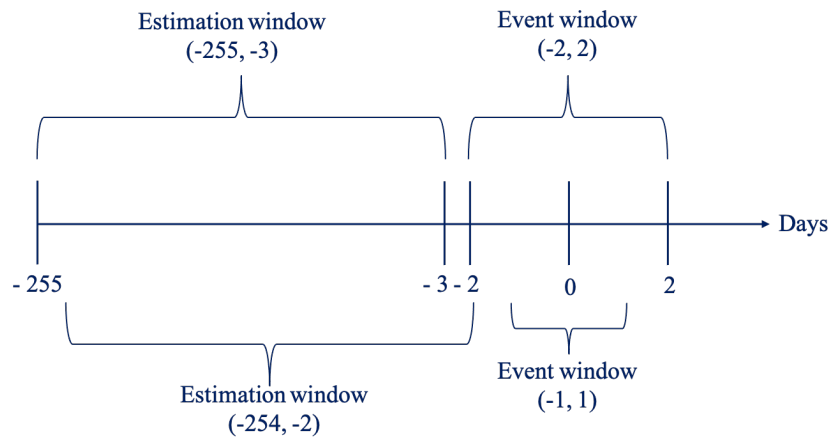 Estimation window
(-255, -3)
Event window
(-2, 2)
Days
- 255
- 3
- 2
0
2
Estimation window
(-254, -2)
Event window
(-1, 1)